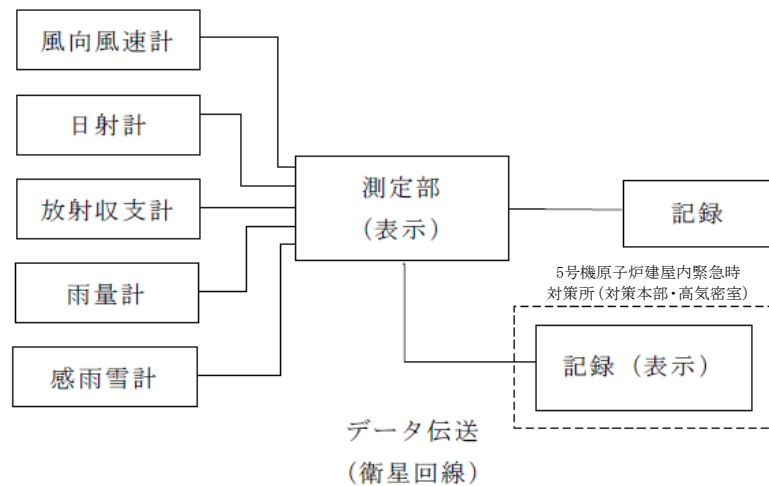 風向風速計
日射計
放射収支計
雨量計
感雨雪計
測定部
(表示)
記録
5号機原子炉建屋内緊急時
対策所(対策本部・高気密室)
記録（表示）
データ伝送
(衛星回線)